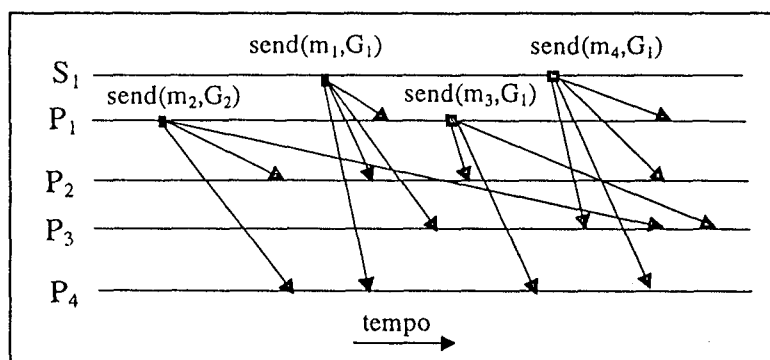 send(m₁,G₁)
send(m₄,G₁)
S₁
send(m₂,G₂)
send(m₃,G₁)
P₁
P₂
P₃
P₄
tempo